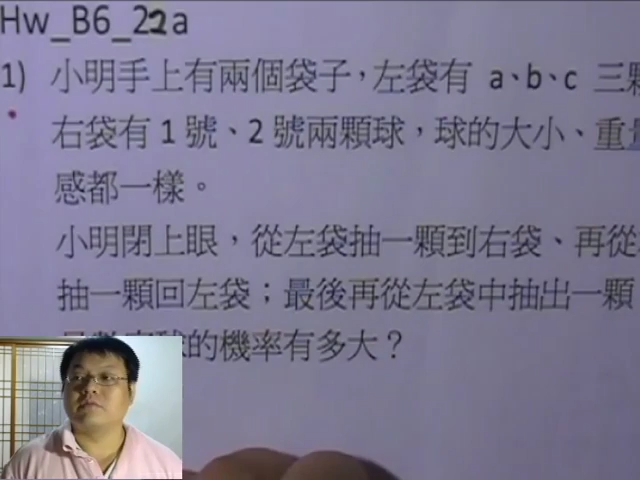 Hw_B6_22a
1) 小明手上有兩個袋子，左袋有 a、b、c 三顆
右袋有 1 號、2 號兩顆球，球的大小、重量
感都一樣。
小明閉上眼，從左袋抽一顆到右袋、再從
抽一顆回左袋；最後再從左袋中抽出一顆
球的機率有多大？